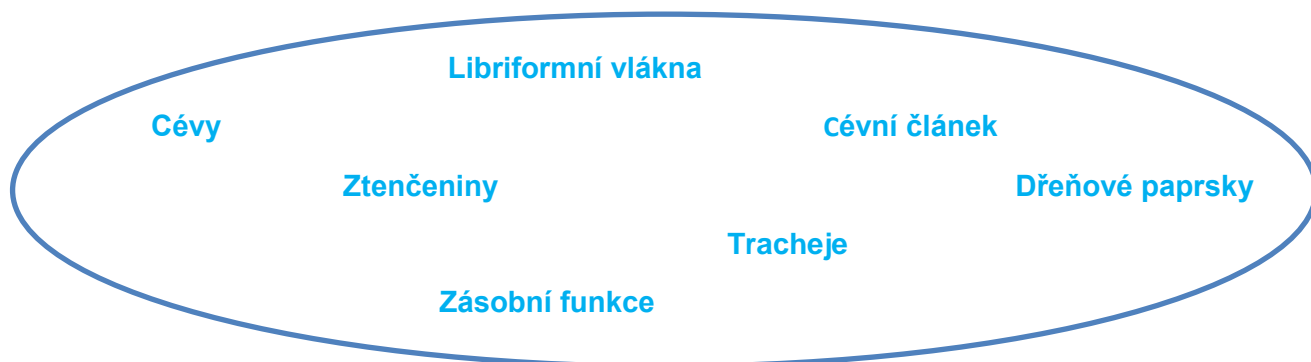 Libriformní vlákna
Cévy Cévní článek
Ztenčeniny Dřeňové paprsky
Tracheje
Zásobní funkce